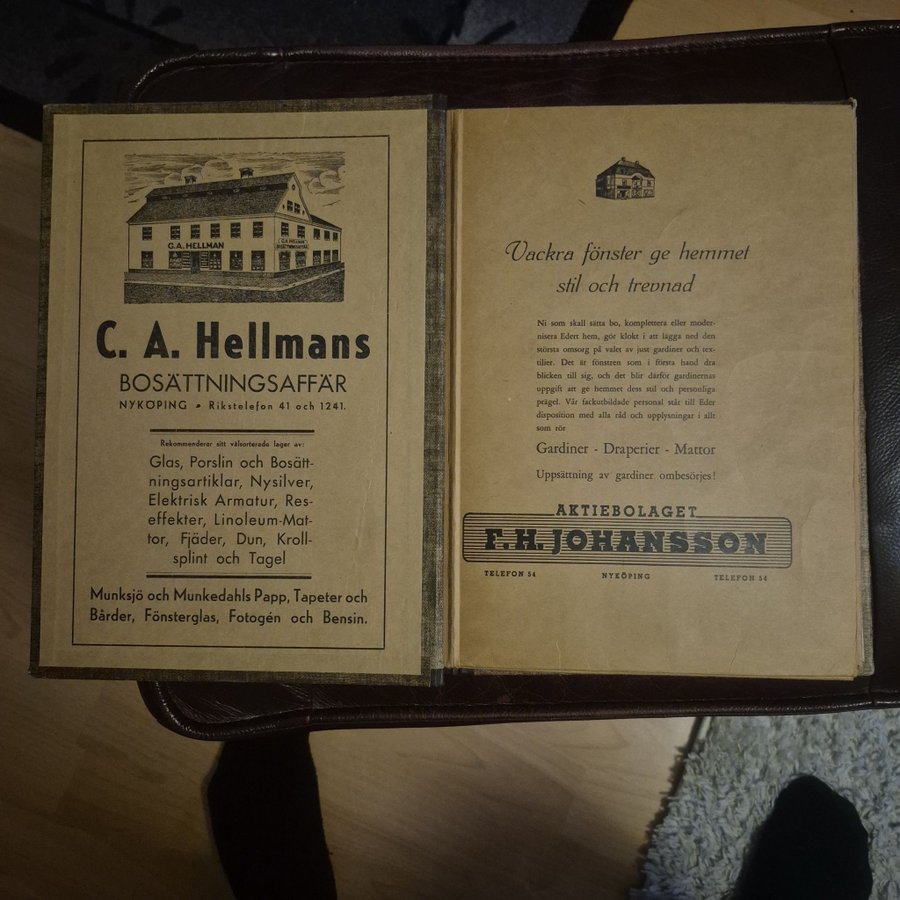 C.A. HELLMAN
C.A. HELLMAN
BOSÄTTNINGSAFFÄR
C. A. Hellmans
BOSÄTTNINGSAFFÄR
NYKÖPING • Rikstelefon 41 och 1241.
Rekommenderar sitt välsorterade lager av:
Glas, Porslin och Bosätt-
ningsartiklar, Nysilver,
Elektrisk Armatur, Res-
effekter, Linoleum-Mat-
tor, Fjäder, Dun, Kroll-
splint och Tagel
Munksjö och Munkedahls Papp, Tapeter och
Bårder, Fönsterglas, Fotogén och Bensin.
Vackra fönster ge hemmet
stil och trevnad
Ni som skall sätta bo, komplettera eller moder-
nisera Edert hem, gör klokt i att lägga ned den
största omsorg på valet av just gardiner och tex-
tilier. Det är fönstren som i första hand dra
blicken till sig, och det blir därför gardinernas
uppgift att ge hemmet dess stil och personliga
prägel. Vår fackutbildade personal står till Eder
disposition med alla råd och upplysningar i allt
som rör
Gardiner - Draperier - Mattor
Uppsättning av gardiner ombesörjes!
AKTIEBOLAGET
F.H. JOHANSSON
TELEFON 54 NYKÖPING TELEFON 54